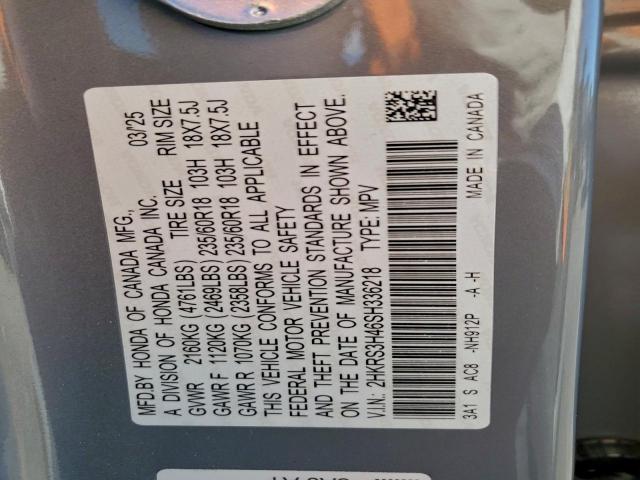 MFD.BY HONDA OF CANADA MFG., 03/'25
A DIVISION OF HONDA CANADA INC.
TIRE SIZE RIM SIZE
GVWR 2160KG (4761LBS)
GAWR F 1120KG (2469LBS) 235/60R18 103H 18X7.5J
GAWR R 1070KG (2358LBS) 235/60R18 103H 18X7.5J
THIS VEHICLE CONFORMS TO ALL APPLICABLE
FEDERAL MOTOR VEHICLE SAFETY
AND THEFT PREVENTION STANDARDS IN EFFECT
ON THE DATE OF MANUFACTURE SHOWN ABOVE.
V.I.N.: 2HKRS3H46SH336218 TYPE: MPV
3A1 S AC8 -NH912P -A -H MADE IN CANADA